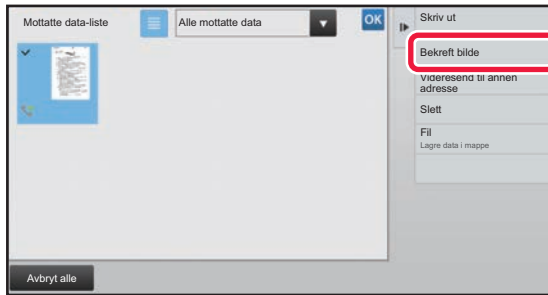 Mottatte data-liste
Alle mottatte data
OK
Skriv ut
Bekreft bilde
Videresend til annen
adresse
Slett
Fil
Lagre data i mappe
Avbryt alle